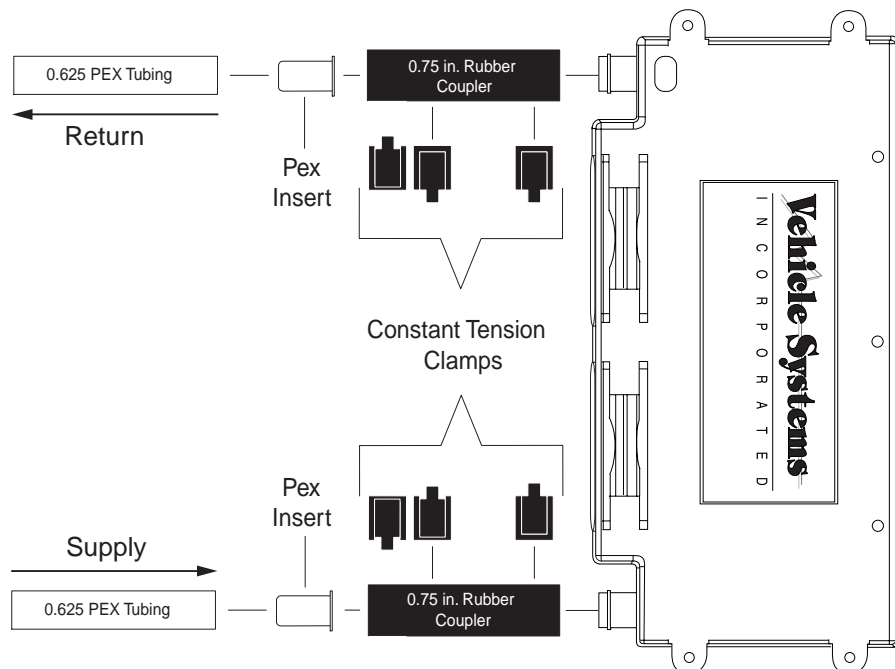 0.625 PEX Tubing
0.75 in. Rubber
Coupler
Return
Pex
Insert
Constant Tension
Clamps
Vehicle Systems
INCORPORATED
Pex
Insert
Supply
0.625 PEX Tubing
0.75 in. Rubber
Coupler